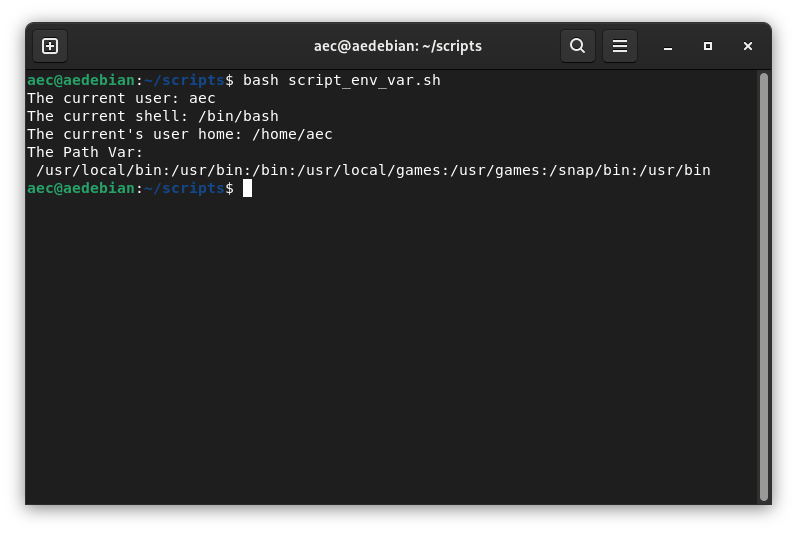 aec@aedebian: ~/scripts
aec@aedebian:~/scripts$ bash script_env_var.sh
The current user: aec
The current shell: /bin/bash
The current's user home: /home/aec
The Path Var:
 /usr/local/bin:/usr/bin:/bin:/usr/local/games:/usr/games:/snap/bin:/usr/bin
aec@aedebian:~/scripts$